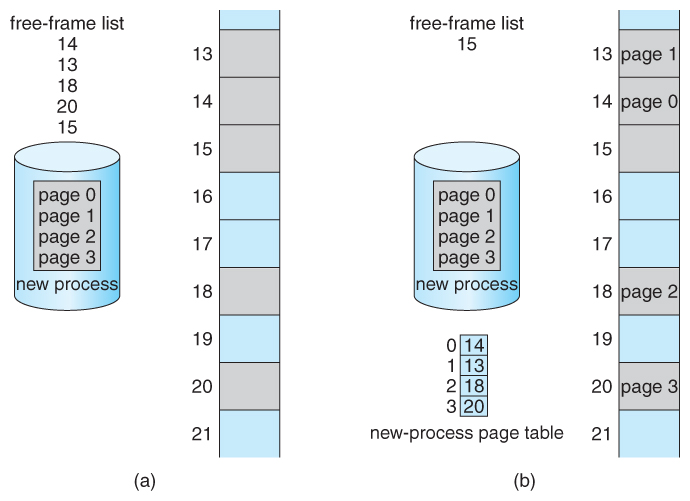 free-frame list
14
13
18
20
15
page 0
page 1
page 2
page 3
new process
13
14
15
16
17
18
19
20
21
(a)
free-frame list
15
page 0
page 1
page 2
page 3
new process
0 14
1 13
2 18
3 20
new-process page table
13 page 1
14 page 0
15
16
17
18 page 2
19
20 page 3
21
(b)